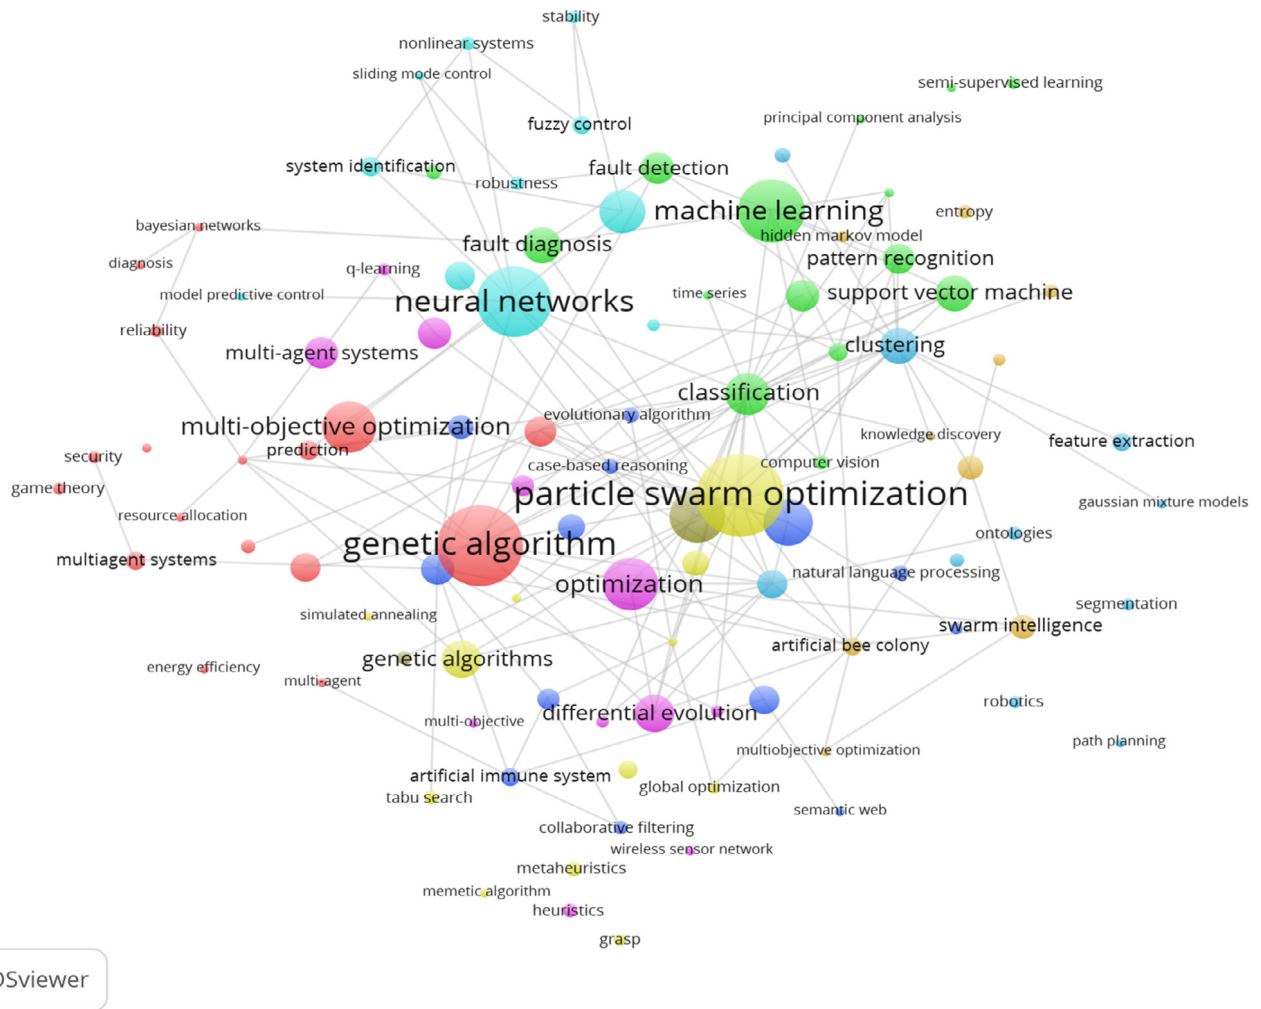 stability
nonlinear systems
sliding mode control
semi-supervised learning
principal component analysis
fuzzy control
system identification
fault detection
robustness
machine learning
entropy
bayesian networks
hidden markov model
fault diagnosis
pattern recognition
diagnosis
q-learning
model predictive control
neural networks
time series
support vector machine
reliability
multi-agent systems
clustering
classification
evolutionary algorithm
multi-objective optimization
knowledge discovery
feature extraction
prediction
security
case-based reasoning
computer vision
game theory
particle swarm optimization
gaussian mixture models
resource allocation
ontologies
genetic algorithm
multiagent systems
natural language processing
optimization
segmentation
simulated annealing
swarm intelligence
artificial bee colony
genetic algorithms
energy efficiency
multi-agent
robotics
differential evolution
multi-objective
path planning
multiobjective optimization
artificial immune system
global optimization
tabu search
semantic web
collaborative filtering
wireless sensor network
metaheuristics
memetic algorithm
heuristics
grasp
OSviewer